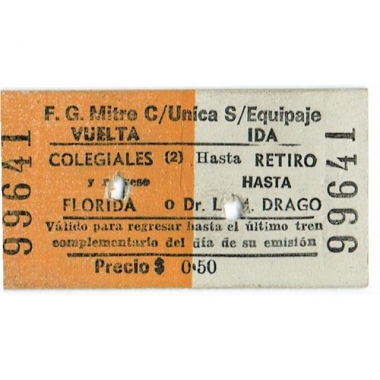 F. G. Mitre C/Unica S/Equipaje
VUELTA IDA
COLEGIALES (2) Hasta RETIRO
y HASTA
FLORIDA o Dr. L. M. DRAGO
Válido para regresar hasta el último tren
complementario del día de su emisión
Precio $ 0.50
99641
99641